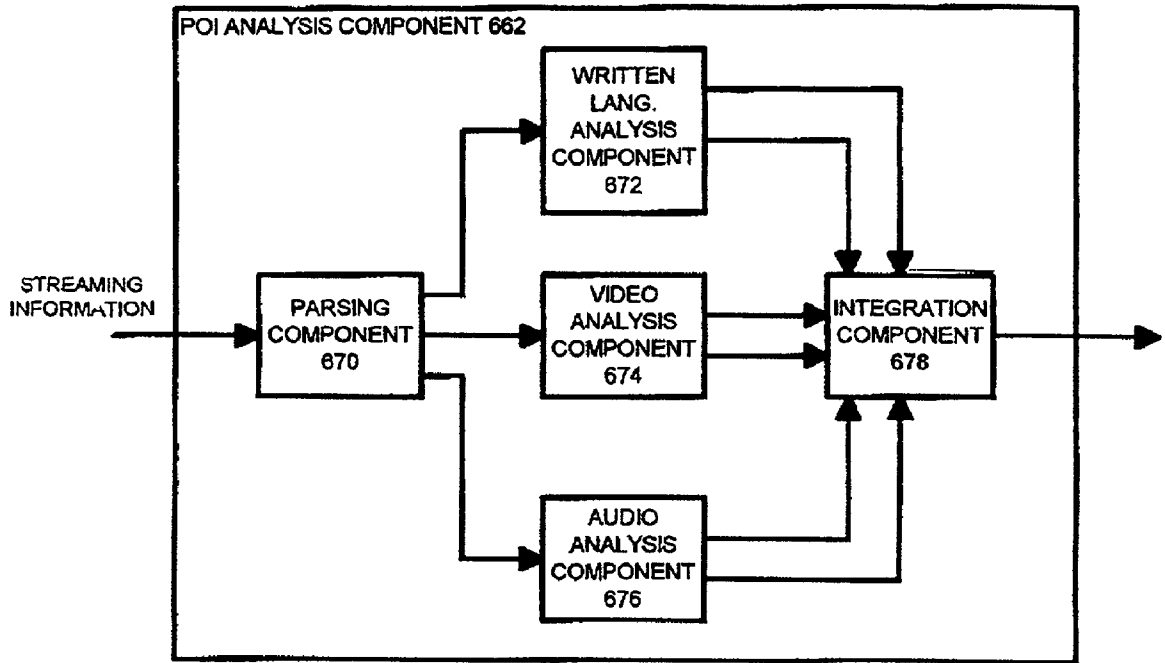 POI ANALYSIS COMPONENT 662
WRITTEN
LANG.
ANALYSIS
COMPONENT
672
STREAMING
INFORMATION
PARSING
COMPONENT
670
VIDEO
ANALYSIS
COMPONENT
674
INTEGRATION
COMPONENT
678
AUDIO
ANALYSIS
COMPONENT
676